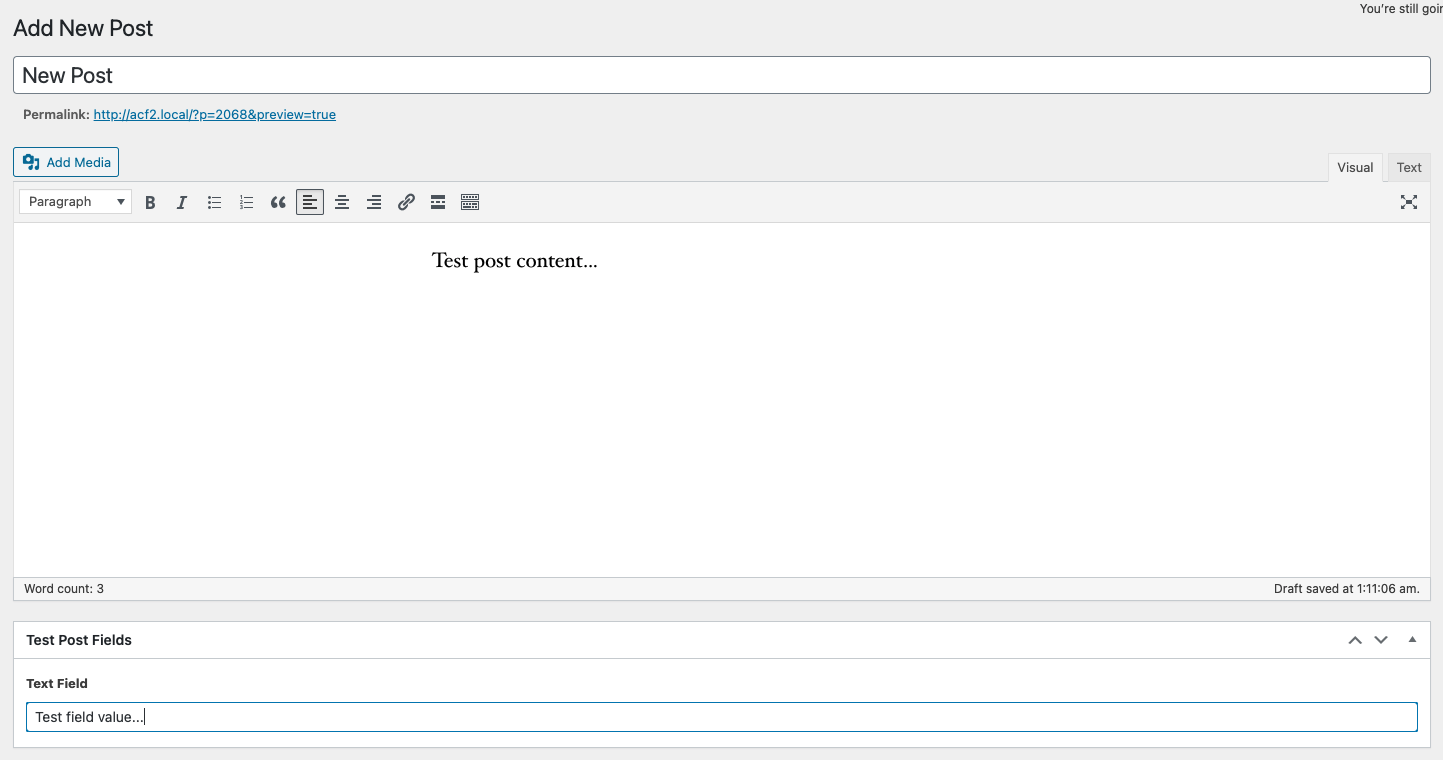 You're still goin
Add New Post
New Post
Permalink: http://acf2.local/?p=2068&preview=true
Add Media
Visual Text
Paragraph
Test post content...
Word count: 3 Draft saved at 1:11:06 am.
Test Post Fields
Text Field
Test field value...